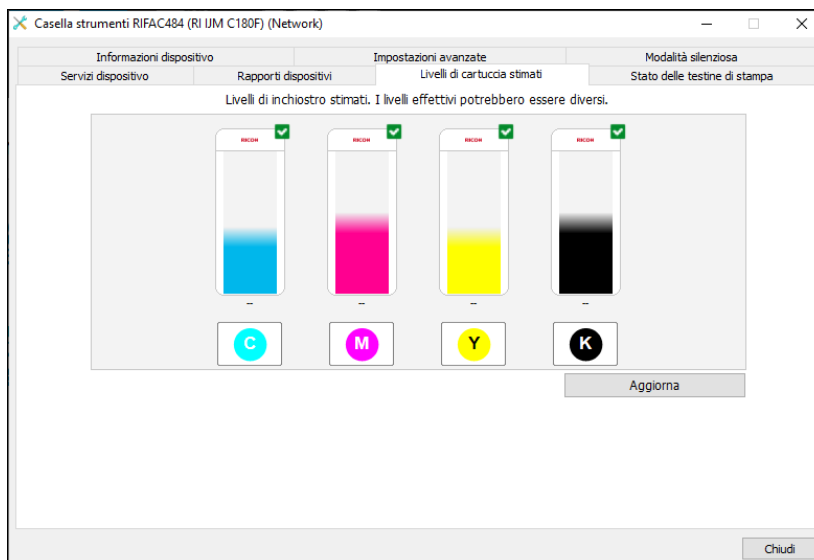 Casella strumenti RIFAC484 (RI IJM C180F) (Network)
Informazioni dispositivo Impostazioni avanzate Modalità silenziosa
Servizi dispositivo Rapporti dispositivi Livelli di cartuccia stimati Stato delle testine di stampa
Livelli di inchiostro stimati. I livelli effettivi potrebbero essere diversi.
RICOH RICOH RICOH RICOH
-- -- -- --
C M Y K
Aggiorna
Chiudi